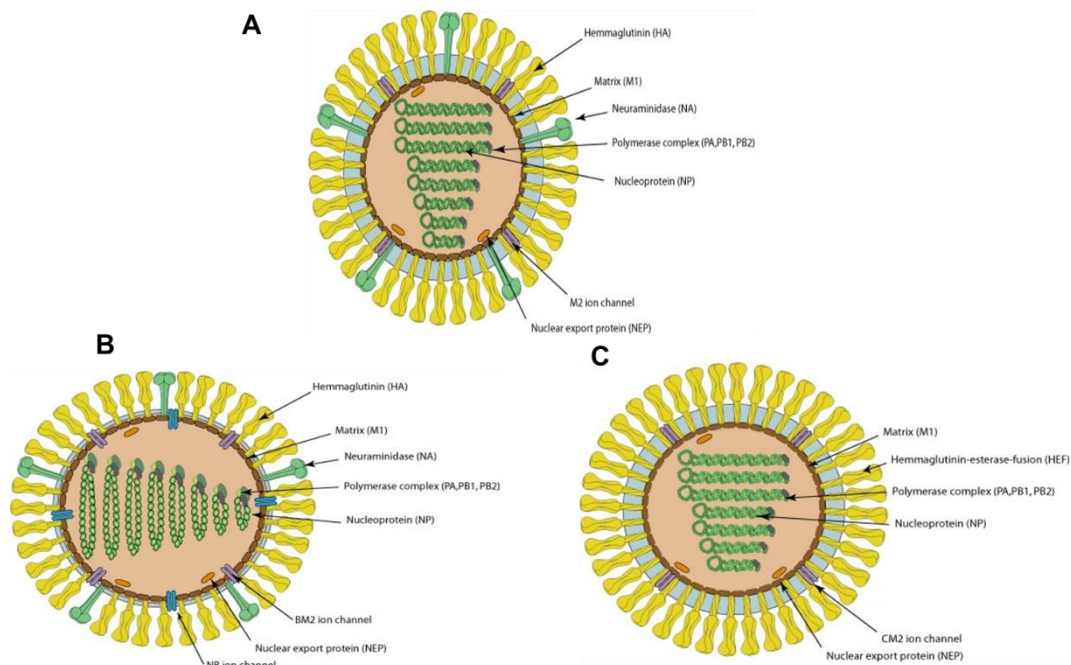 A
Hemmaglutinin (HA)
Matrix (M1)
Neuraminidase (NA)
Polymerase complex (PA,PB1, PB2)
Nucleoprotein (NP)
M2 ion channel
Nuclear export protein (NEP)
B
Hemmaglutinin (HA)
Matrix (M1)
Neuraminidase (NA)
Polymerase complex (PA,PB1, PB2)
Nucleoprotein (NP)
BM2 ion channel
Nuclear export protein (NEP)
NB ion channel
C
Matrix (M1)
Hemmaglutinin-esterase-fusion (HEF)
Polymerase complex (PA,PB1, PB2)
Nucleoprotein (NP)
CM2 ion channel
Nuclear export protein (NEP)